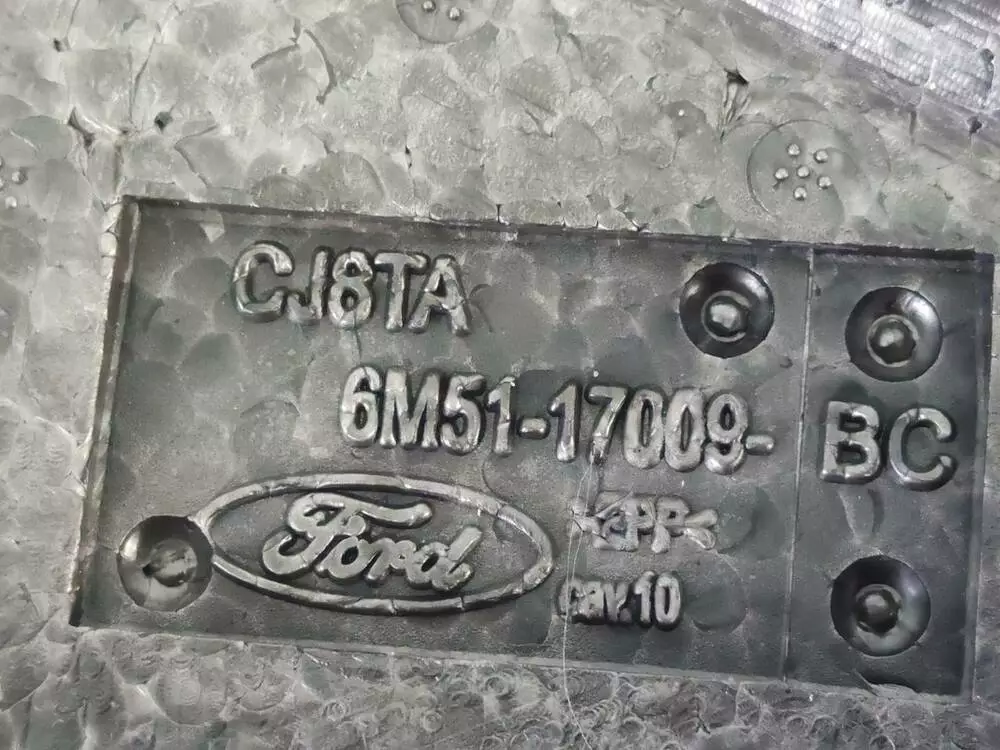 CJ8TA
6M51-17009-
BC
Ford
>EPP<
cav.10